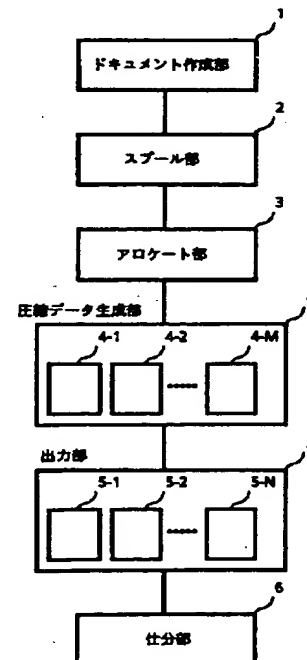 1
ドキュメント作成部
2
スプール部
3
アロケート部
圧縮データ生成部
4-1 4-2 4-M
出力部
5-1 5-2 5-N
6
仕分部